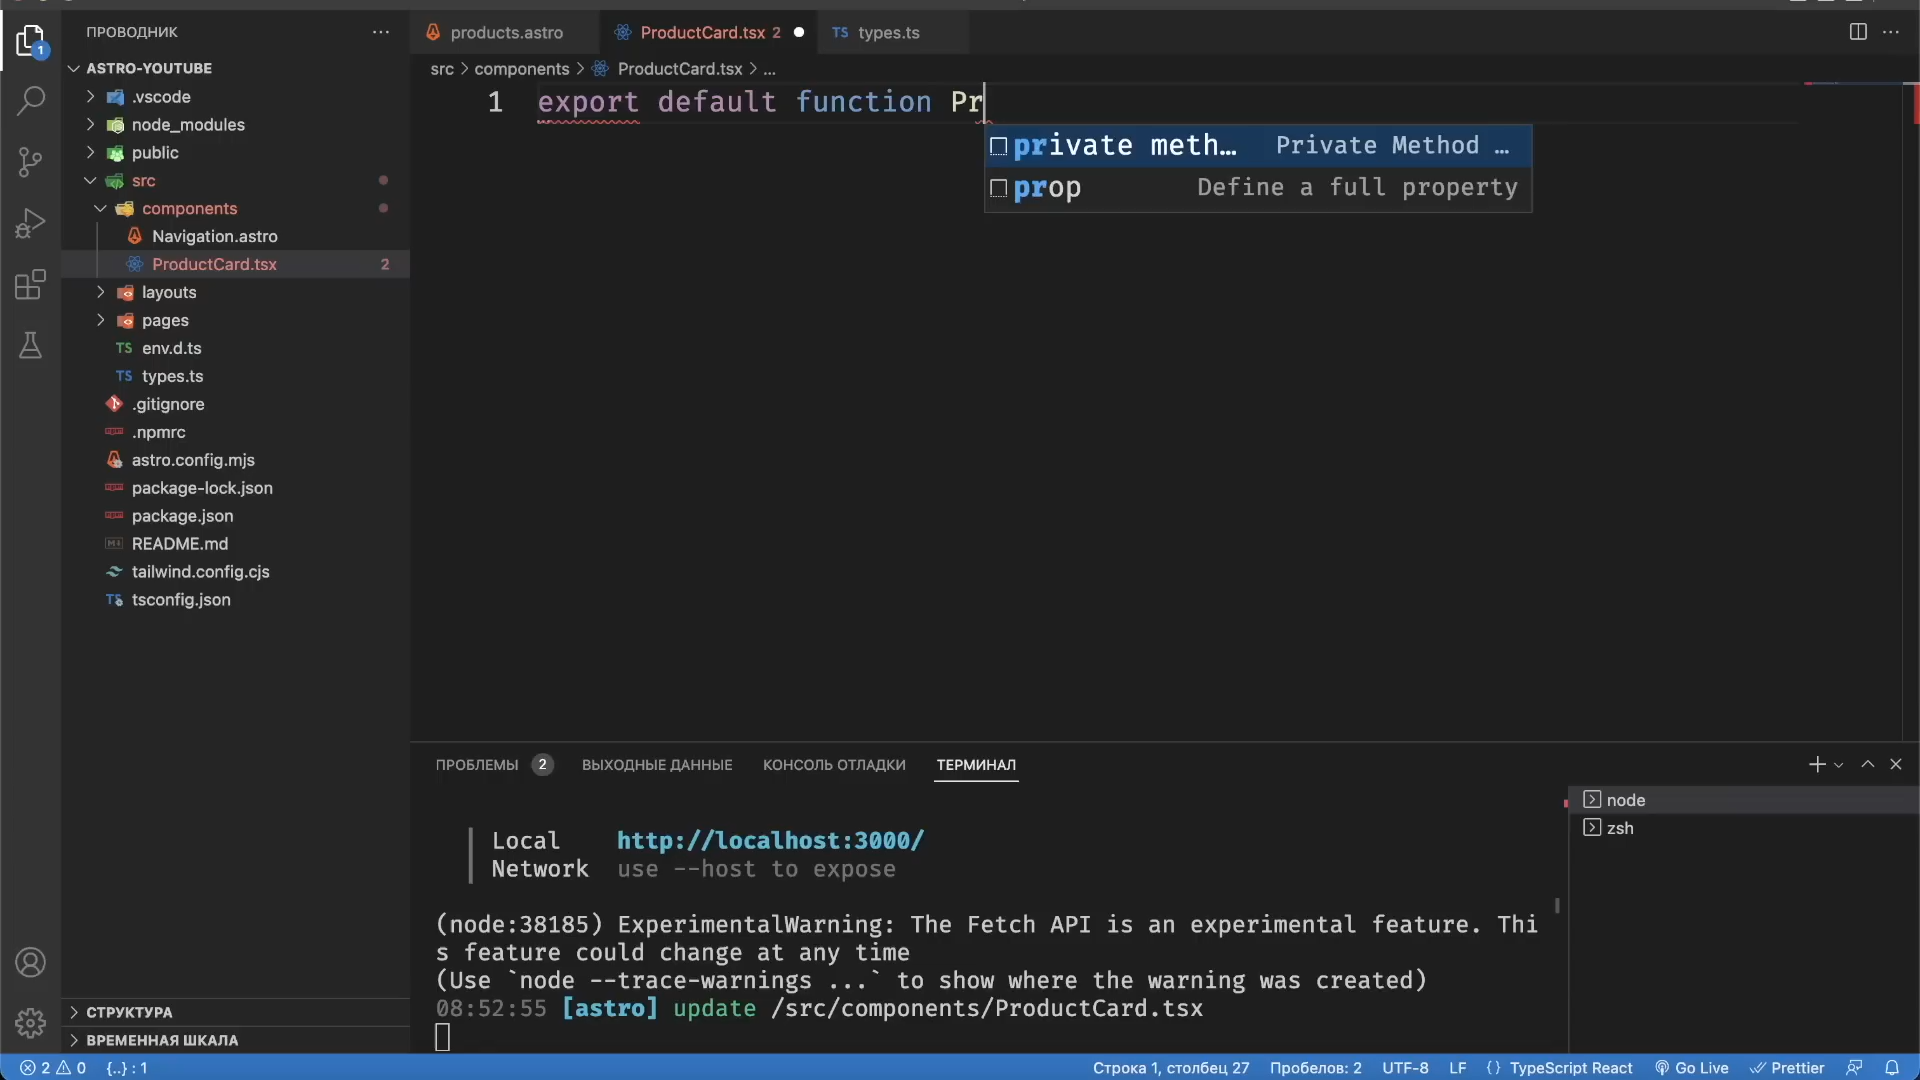 ПРОВОДНИК
ASTRO-YOUTUBE
.vscode
node_modules
public
src
components
Navigation.astro
ProductCard.tsx 2
layouts
pages
TS env.d.ts
TS types.ts
.gitignore
.npmrc
astro.config.mjs
package-lock.json
package.json
README.md
tailwind.config.cjs
TS tsconfig.json
СТРУКТУРА
ВРЕМЕННАЯ ШКАЛА
1
products.astro
ProductCard.tsx 2
TS types.ts
src > components > ProductCard.tsx > ...
1 export default function Pr
private meth… Private Method …
prop Define a full property
ПРОБЛЕМЫ 2 ВЫХОДНЫЕ ДАННЫЕ КОНСОЛЬ ОТЛАДКИ ТЕРМИНАЛ
Local http://localhost:3000/
Network use --host to expose
(node:38185) ExperimentalWarning: The Fetch API is an experimental feature. Thi
s feature could change at any time
(Use `node --trace-warnings ...` to show where the warning was created)
08:52:55 [astro] update /src/components/ProductCard.tsx
node
zsh
2 0 {..} : 1 Строка 1, столбец 27 Пробелов: 2 UTF-8 LF {} TypeScript React Go Live Prettier